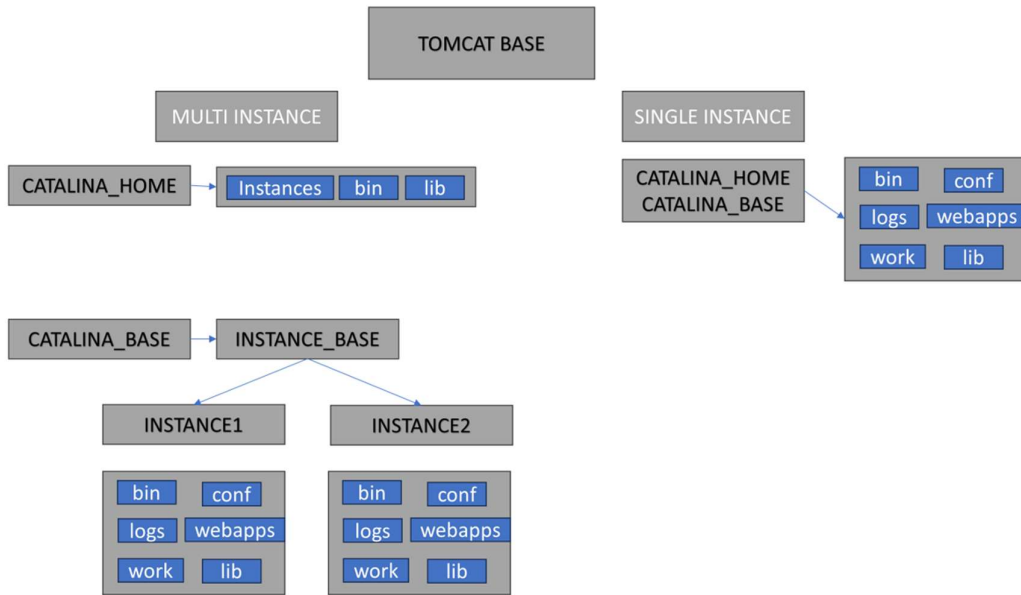 TOMCAT BASE
MULTI INSTANCE
SINGLE INSTANCE
CATALINA_HOME
Instances bin lib
CATALINA_HOME
CATALINA_BASE
bin conf
logs webapps
work lib
CATALINA_BASE
INSTANCE_BASE
INSTANCE1
INSTANCE2
bin conf
logs webapps
work lib
bin conf
logs webapps
work lib